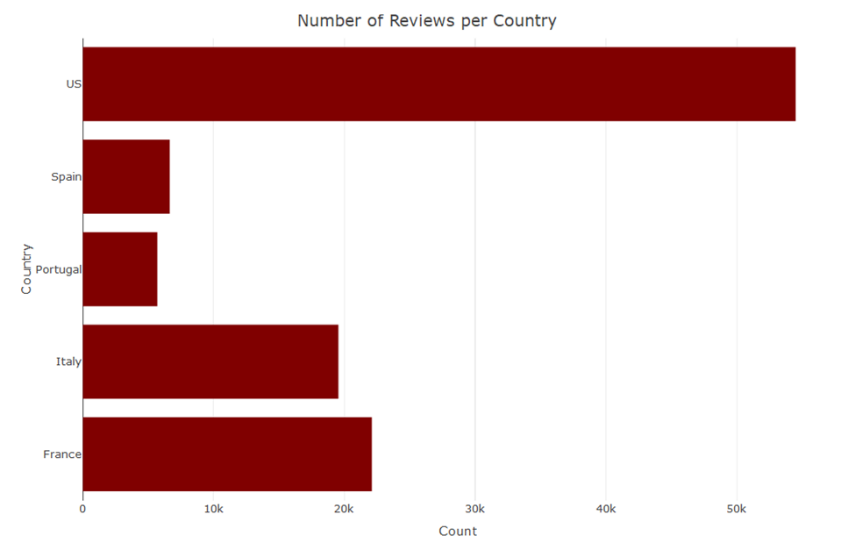 Number of Reviews per Country
US
Spain
Portugal
Italy
France
Country
0 10k 20k 30k 40k 50k
Count